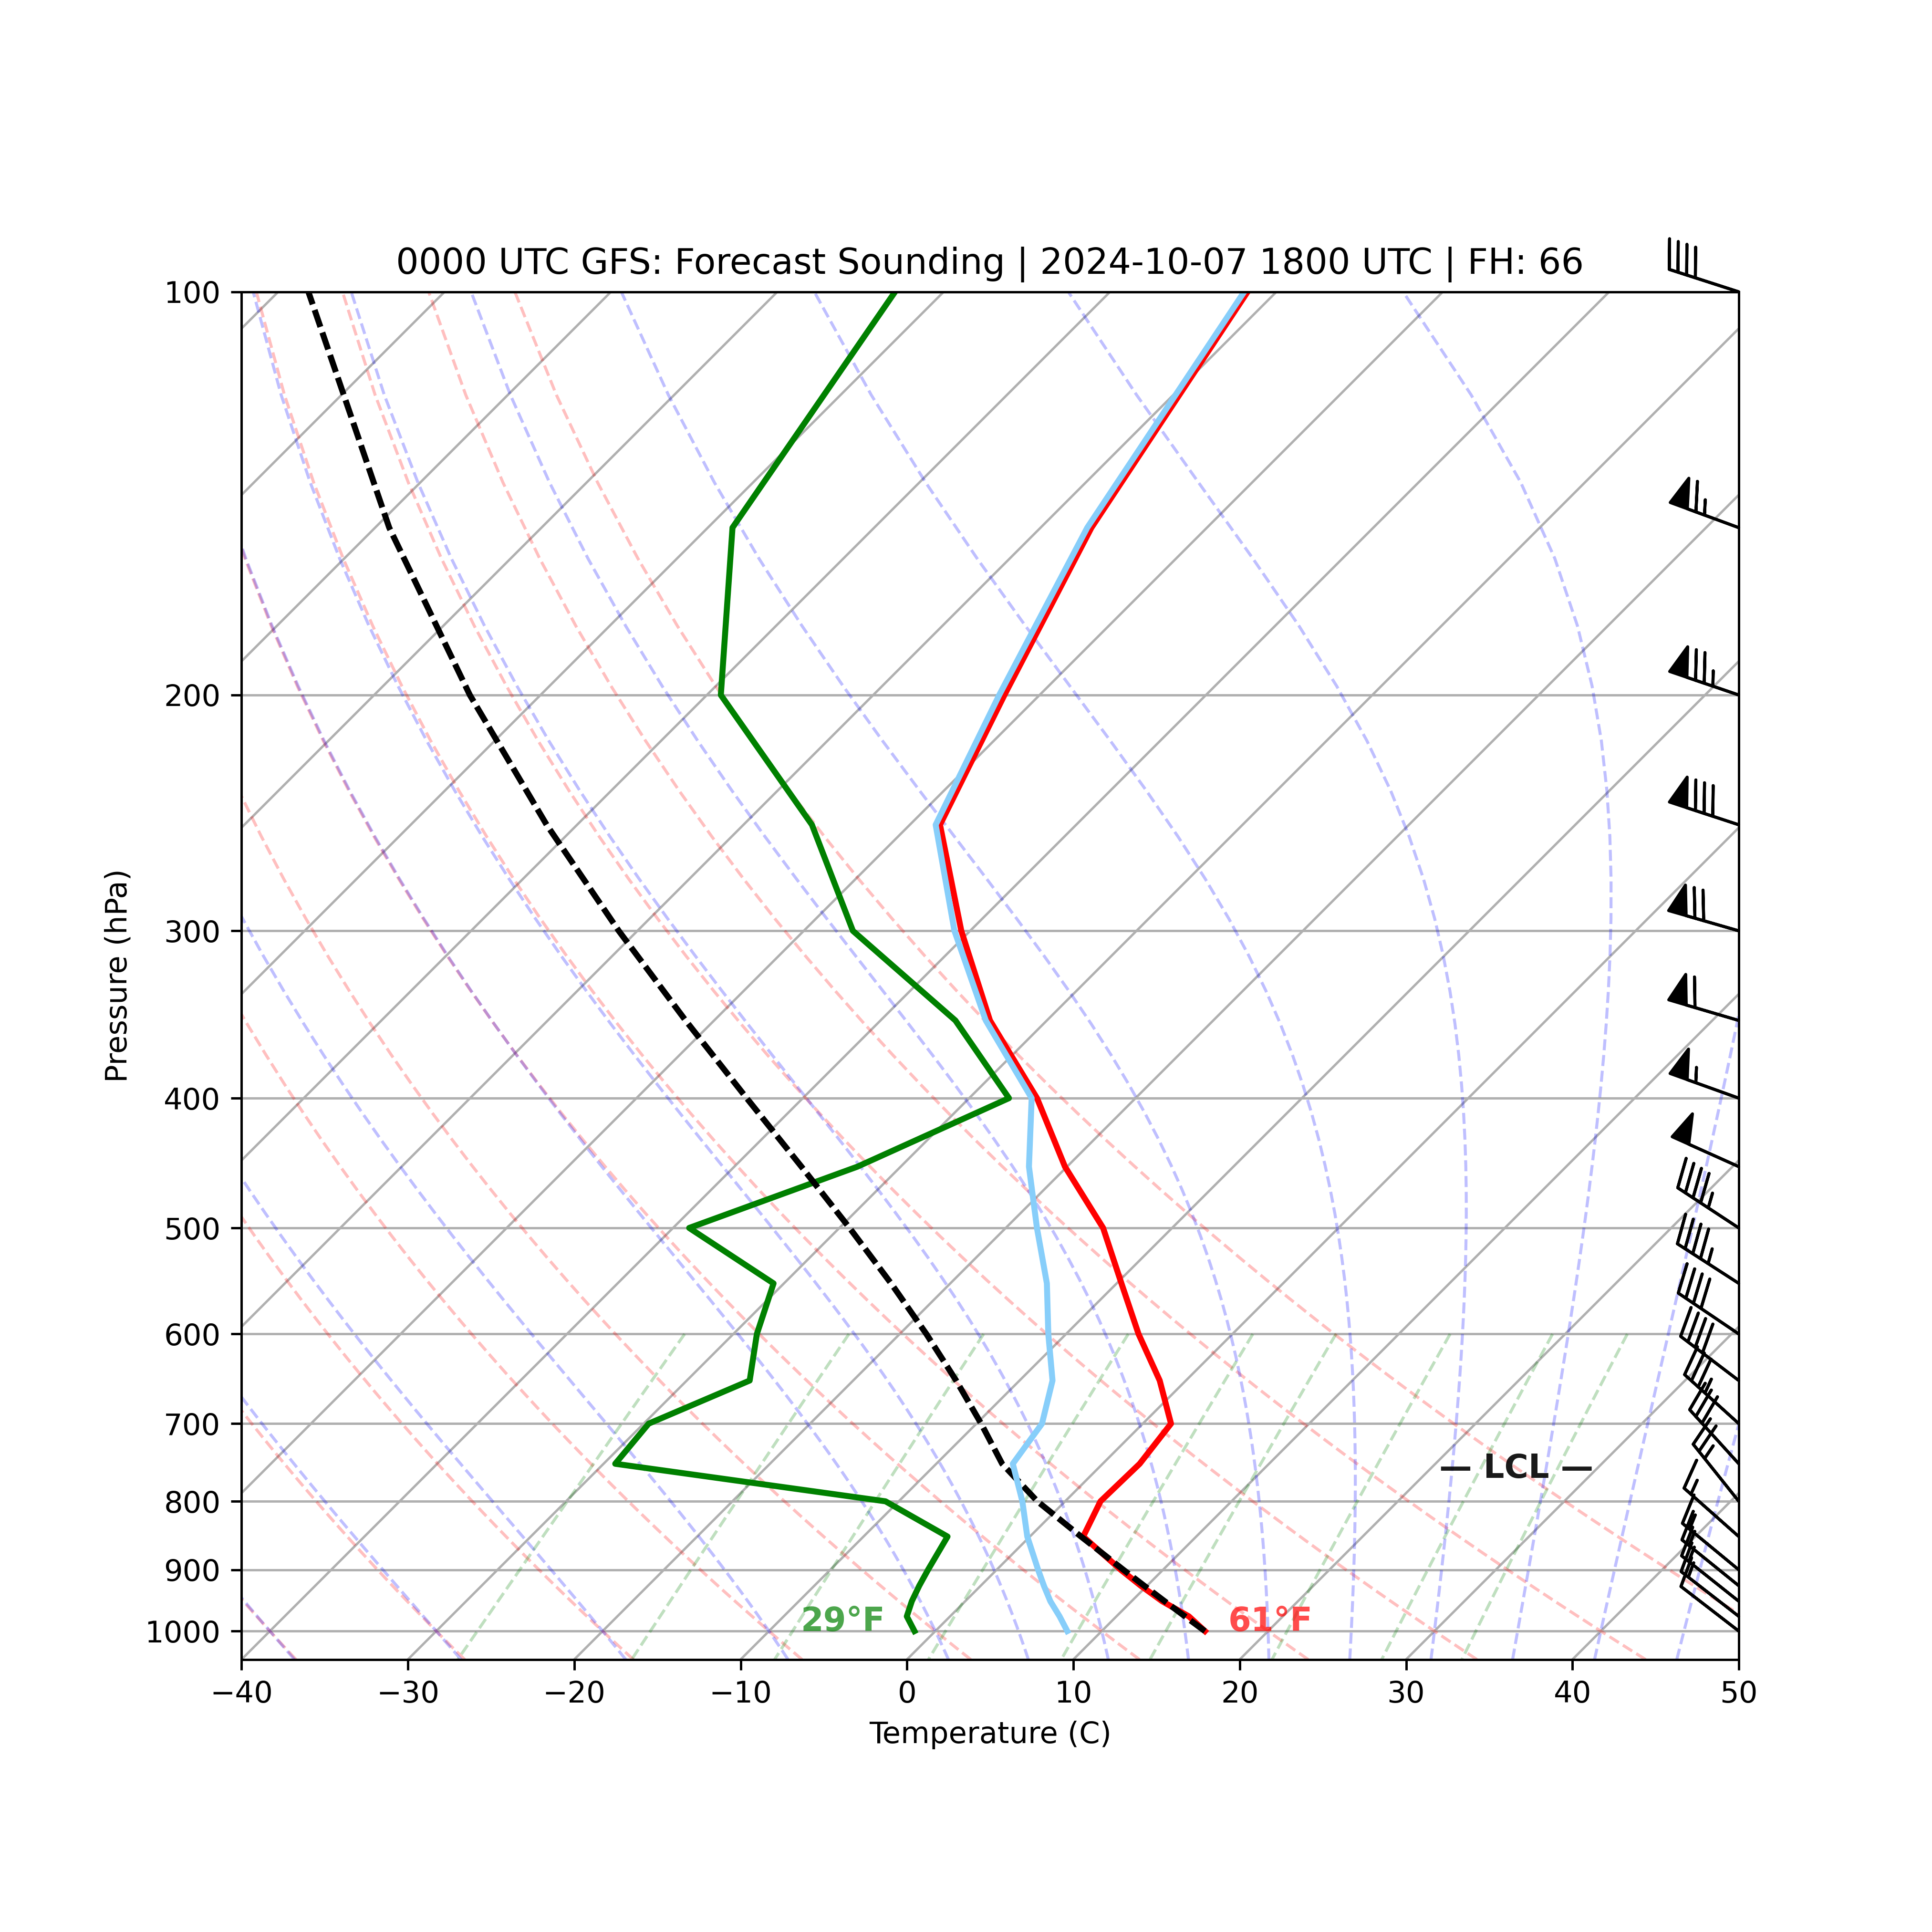 0000 UTC GFS: Forecast Sounding | 2024-10-07 1800 UTC | FH: 66
100
200
300
400
500
600
700
800
900
1000
Pressure (hPa)
— LCL —
29°F
61°F
−40 −30 −20 −10 0 10 20 30 40 50
Temperature (C)